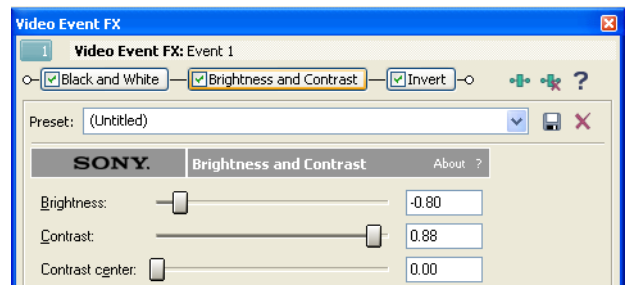 Video Event FX
1 Video Event FX: Event 1
Black and White Brightness and Contrast Invert ?
Preset: (Untitled)
SONY. Brightness and Contrast About ?
Brightness: -0.80
Contrast: 0.88
Contrast center: 0.00